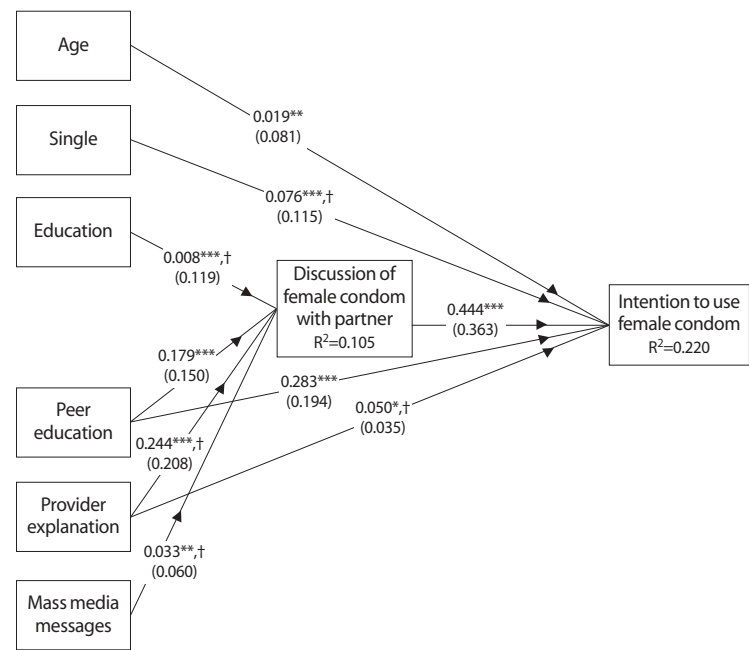 Age
0.019**
(0.081)
Single
0.076***,†
(0.115)
Education
0.008***,†
(0.119)
Discussion of
female condom
with partner
R²=0.105
0.444***
(0.363)
Intention to use
female condom
R²=0.220
0.179***
(0.150)
0.283***
(0.194)
Peer
education
0.050*,†
(0.035)
0.244***,†
(0.208)
Provider
explanation
0.033**,†
(0.060)
Mass media
messages